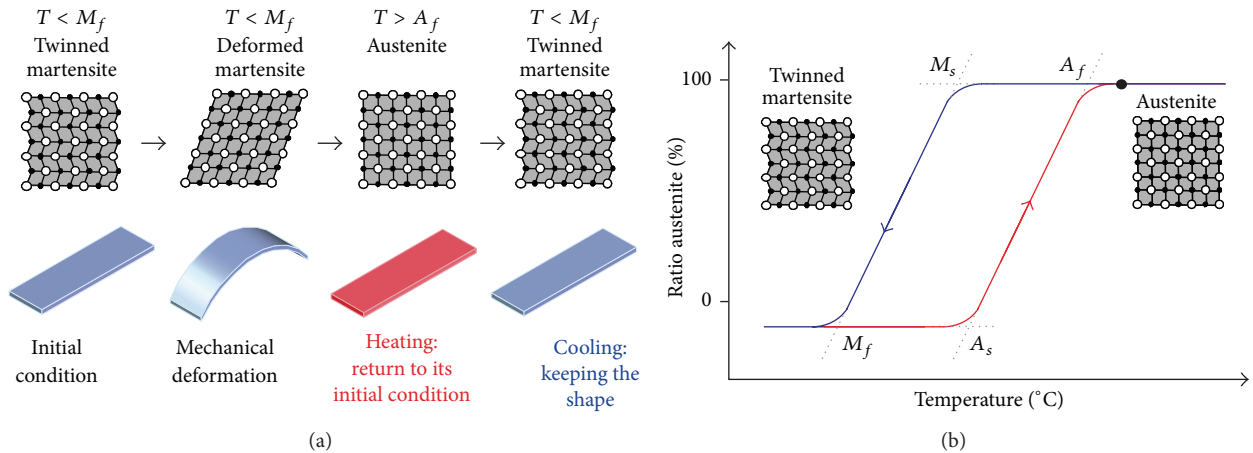 T < M_f
Twinned
martensite
T < M_f
Deformed
martensite
T > A_f
Austenite
T < M_f
Twinned
martensite
Initial
condition
Mechanical
deformation
Heating:
return to its
initial condition
Cooling:
keeping the
shape
(a)
Ratio austenite (%)
100
0
Twinned
martensite
M_s
A_f
Austenite
M_f
A_s
Temperature (°C)
(b)